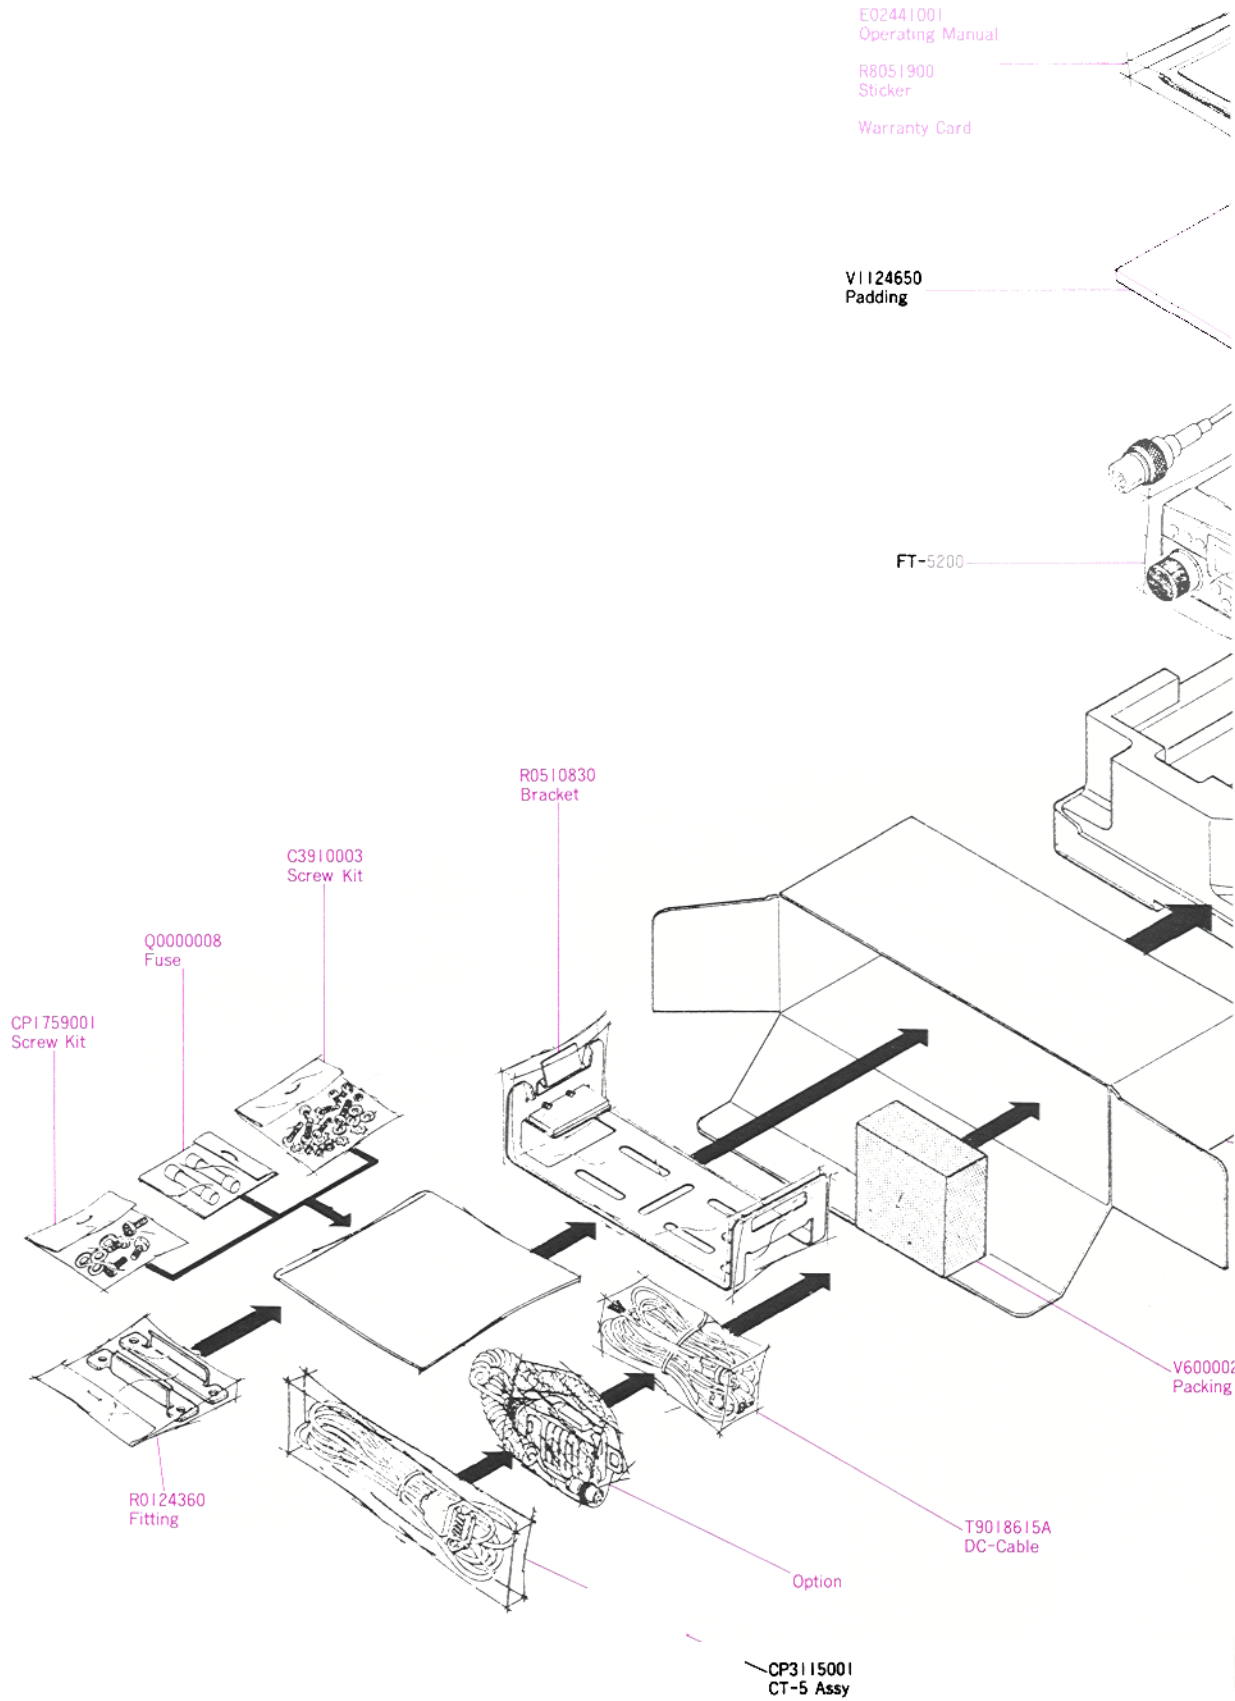 E02441001
Operating Manual
R8051900
Sticker
Warranty Card
V1124650
Padding
FT-5200
R0510830
Bracket
C3910003
Screw Kit
Q0000008
Fuse
CP1759001
Screw Kit
V600002
Packing
R0124360
Fitting
T9018615A
DC-Cable
Option
CP3115001
CT-5 Assy